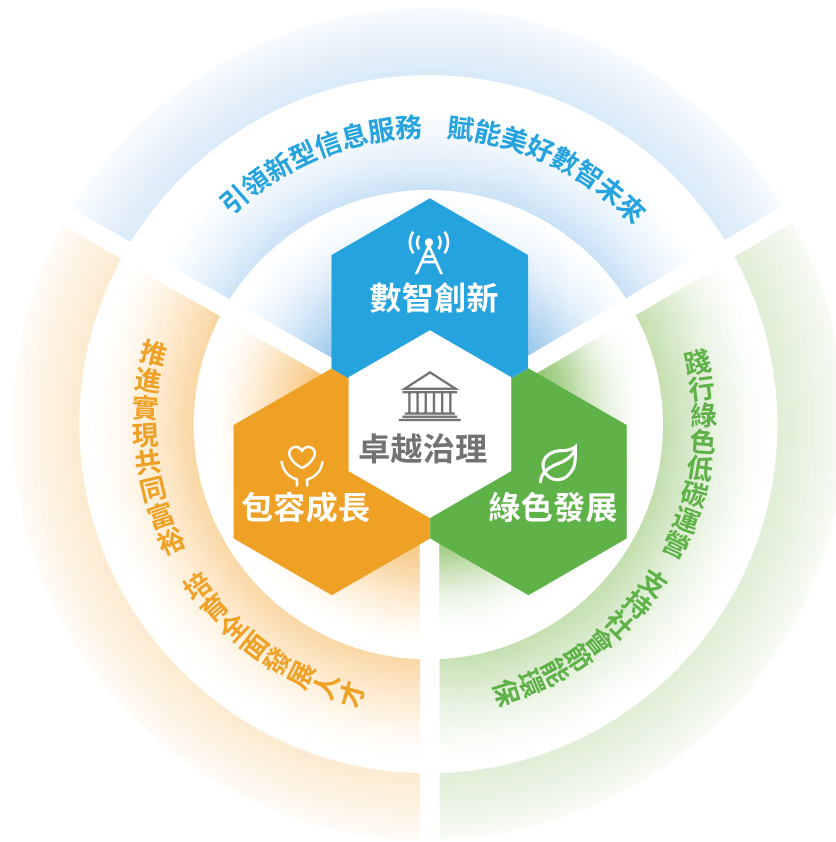 引領新型信息服務 賦能美好數智未來
數智創新
卓越治理
包容成長
綠色發展
推進實現共同富裕
培育全面發展人才
踐行綠色低碳運營
支持社會節能環保